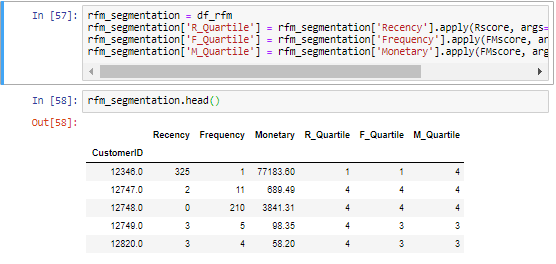 In [57]: rfm_segmentation = df_rfm
rfm_segmentation['R_Quartile'] = rfm_segmentation['Recency'].apply(Rscore, args=
rfm_segmentation['F_Quartile'] = rfm_segmentation['Frequency'].apply(FMscore, ar
rfm_segmentation['M_Quartile'] = rfm_segmentation['Monetary'].apply(FMscore, arg
In [58]: rfm_segmentation.head()
Out[58]:
Recency Frequency Monetary R_Quartile F_Quartile M_Quartile
CustomerID
12346.0 325 1 77183.60 1 1 4
12747.0 2 11 689.49 4 4 4
12748.0 0 210 3841.31 4 4 4
12749.0 3 5 98.35 4 3 3
12820.0 3 4 58.20 4 3 3